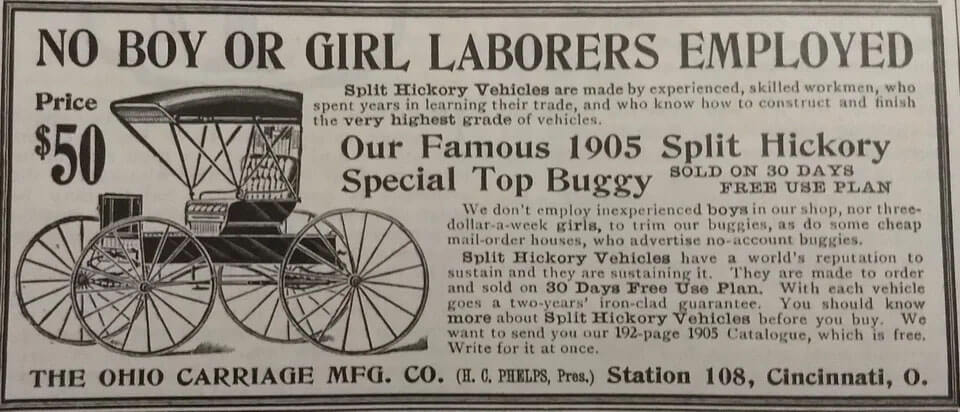 NO BOY OR GIRL LABORERS EMPLOYED
Price
$50
Split Hickory Vehicles are made by experienced, skilled workmen, who
spent years in learning their trade, and who know how to construct and finish
the very highest grade of vehicles.
Our Famous 1905 Split Hickory
Special Top Buggy
SOLD ON 30 DAYS
FREE USE PLAN
We don't employ inexperienced boys in our shop, nor three-
dollar-a-week girls, to trim our buggies, as do some cheap
mail-order houses, who advertise no-account buggies.
Split Hickory Vehicles have a world's reputation to
sustain and they are sustaining it. They are made to order
and sold on 30 Days Free Use Plan. With each vehicle
goes a two-years' iron-clad guarantee. You should know
more about Split Hickory Vehicles before you buy. We
want to send you our 192-page 1905 Catalogue, which is free.
Write for it at once.
THE OHIO CARRIAGE MFG. CO. (H. C. PHELPS, Pres.) Station 108, Cincinnati, O.